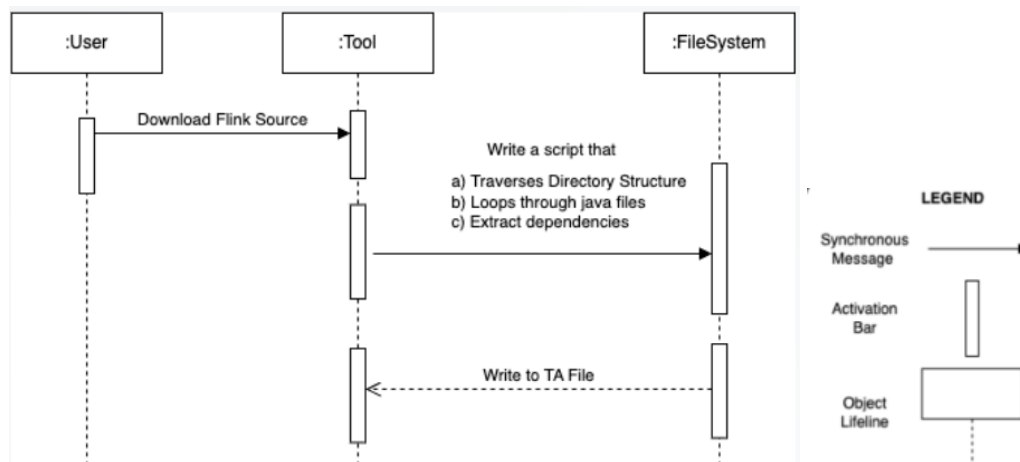 :User
:Tool
:FileSystem
Download Flink Source
Write a script that
a) Traverses Directory Structure
b) Loops through java files
c) Extract dependencies
Write to TA File
LEGEND
Synchronous
Message
Activation
Bar
Object
Lifeline